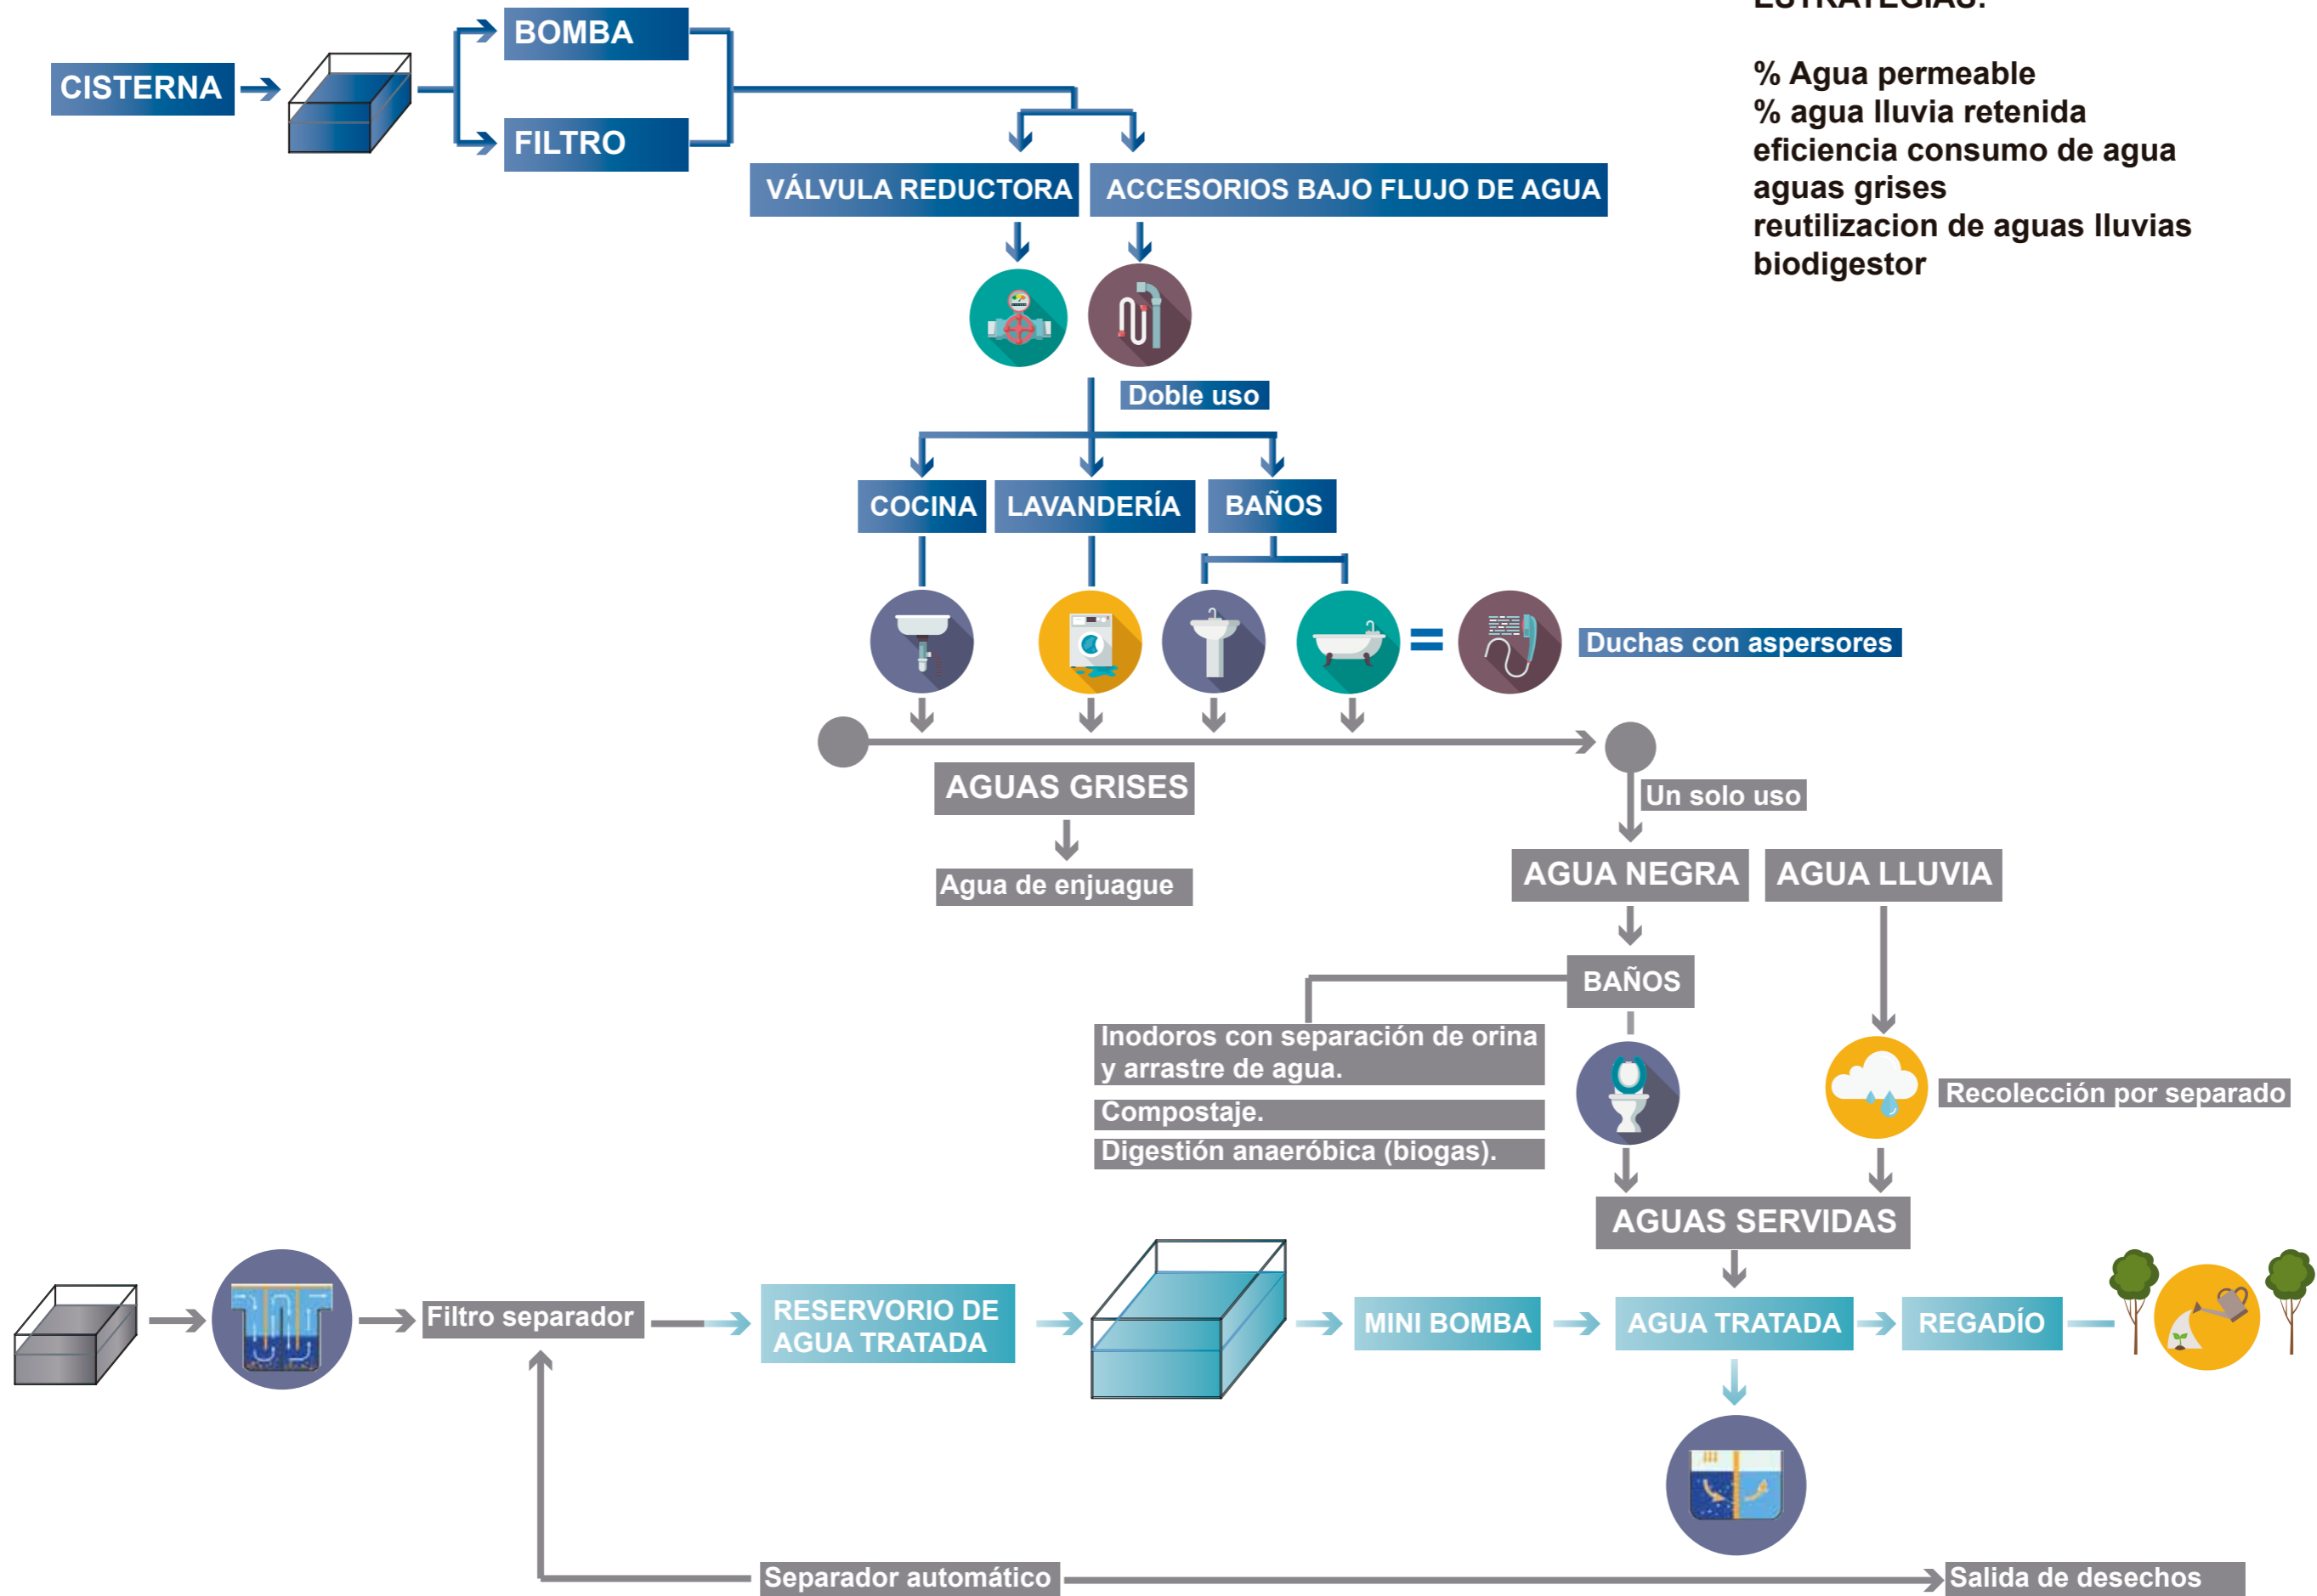 ESTRATEGIAS:
% Agua permeable
% agua lluvia retenida
eficiencia consumo de agua
aguas grises
reutilizacion de aguas lluvias
biodigestor
CISTERNA
BOMBA
FILTRO
VÁLVULA REDUCTORA
ACCESORIOS BAJO FLUJO DE AGUA
Doble uso
COCINA
LAVANDERÍA
BAÑOS
Duchas con aspersores
AGUAS GRISES
Agua de enjuague
Un solo uso
AGUA NEGRA
AGUA LLUVIA
BAÑOS
Inodoros con separación de orina
y arrastre de agua.
Compostaje.
Digestión anaeróbica (biogas).
Recolección por separado
AGUAS SERVIDAS
Filtro separador
RESERVORIO DE
AGUA TRATADA
MINI BOMBA
AGUA TRATADA
REGADÍO
Separador automático
Salida de desechos